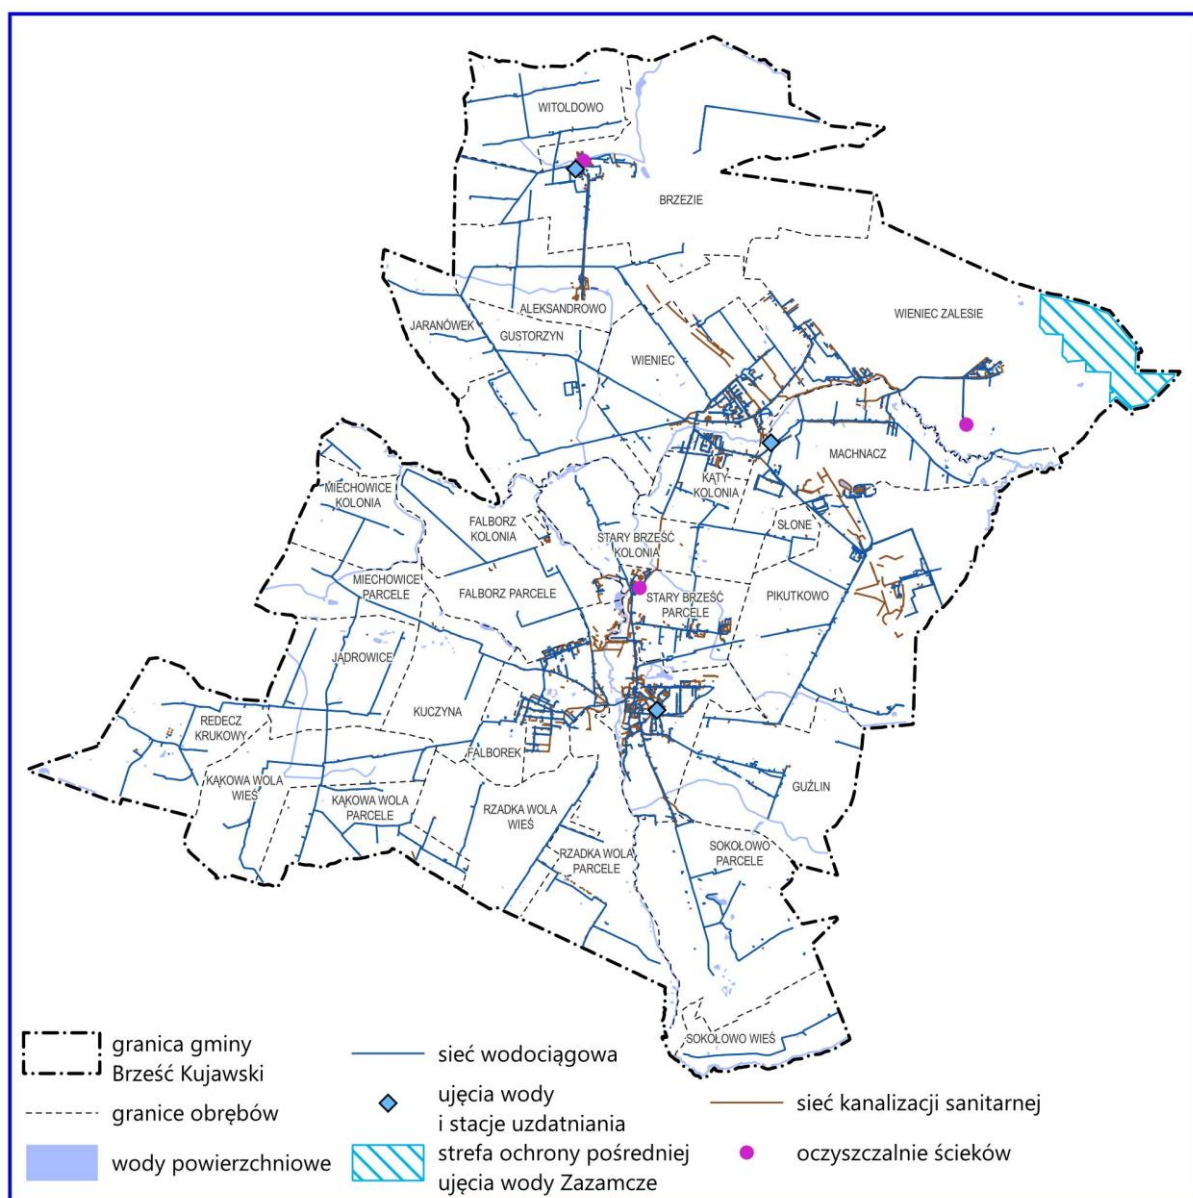 WITOLDOWO
BRZEZIE
WIENIEC ZALESIE
ALEKSANDROWO
JARANÓWEK
GUSTORZYN
WIENIEC
MACHNACZ
KĄTY
KOLONIA
MIECHOWICE
KOLONIA
FALBORZ
KOLONIA
SŁONE
STARY BRZEŚĆ
KOLONIA
MIECHOWICE
PARCELE
FALBORZ PARCELE
STARY BRZEŚĆ
PARCELE
PIKUTKOWO
JĄDROWICE
KUCZYNA
REDECZ
KRUKOWY
FALBOREK
KĄKOWA WOLA
WIEŚ
GUŹLIN
KĄKOWA WOLA
PARCELE
RZADKA WOLA
WIEŚ
RZADKA WOLA
PARCELE
SOKOŁOWO
PARCELE
SOKOŁOWO WIEŚ
granica gminy
Brześć Kujawski
granice obrębów
wody powierzchniowe
sieć wodociągowa
ujęcia wody
i stacje uzdatniania
strefa ochrony pośredniej
ujęcia wody Zazamcze
sieć kanalizacji sanitarnej
oczyszczalnie ścieków